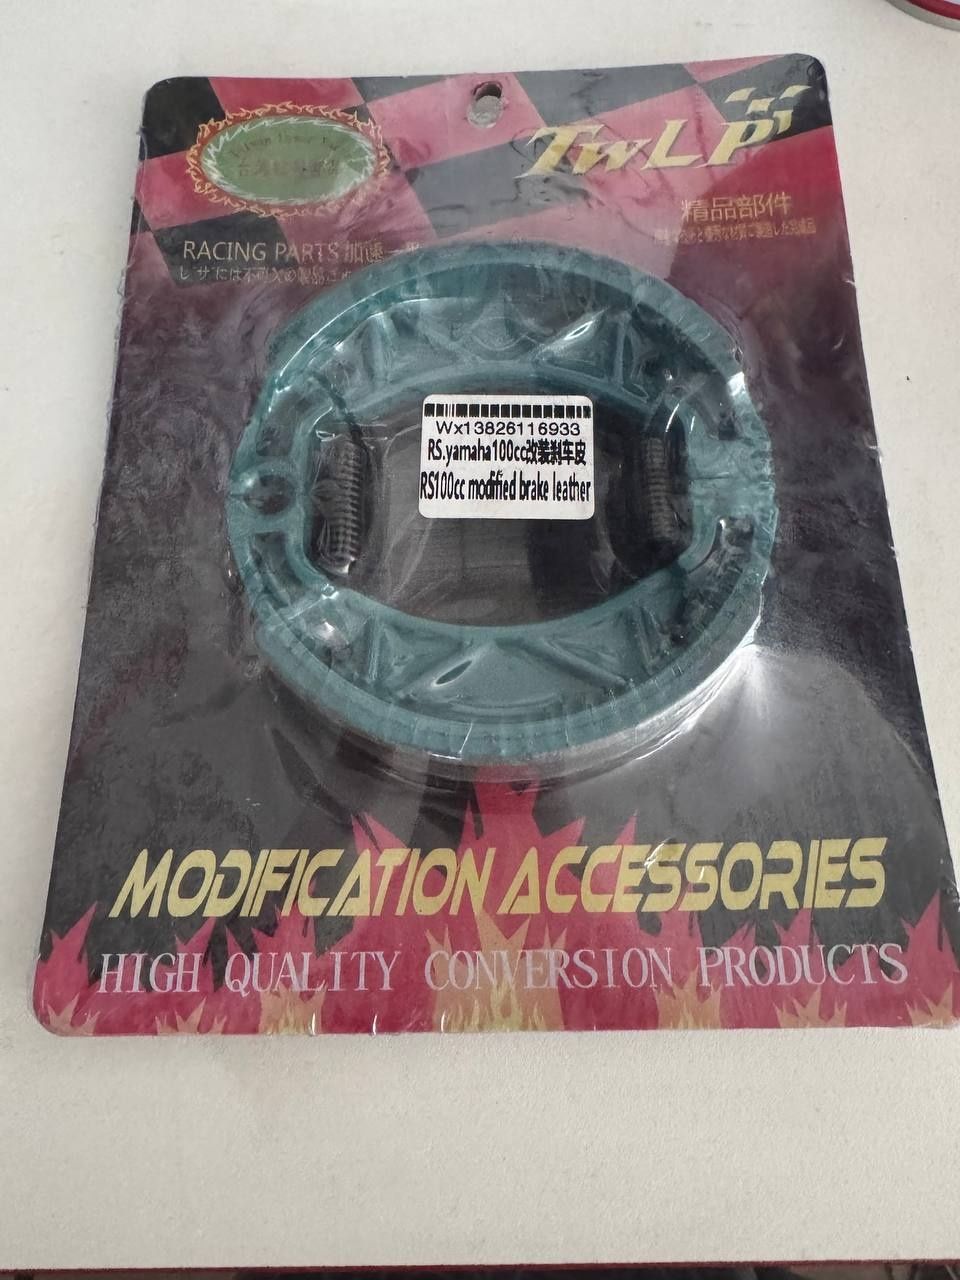 TWLPi
精品部件
RACING PARTS 加速
Wx13826116933
RS.yamaha100cc改装刹车皮
RS100cc modified brake leather
MODIFICATION ACCESSORIES
HIGH QUALITY CONVERSION PRODUCTS